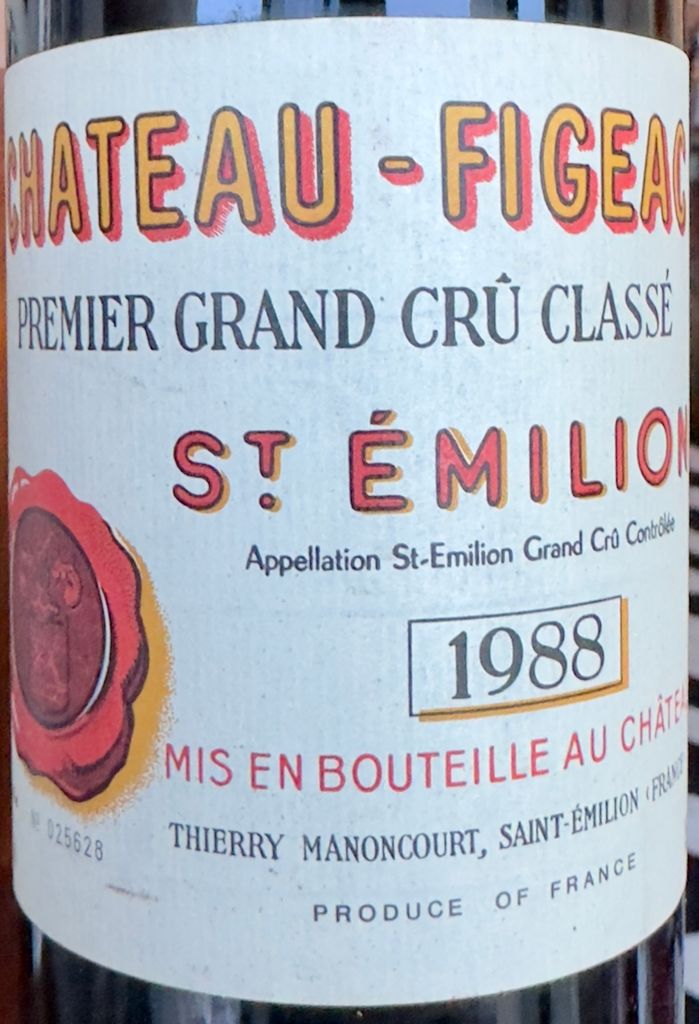 CHATEAU - FIGEAC
PREMIER GRAND CRÛ CLASSÉ
ST. ÉMILION
Appellation St-Emilion Grand Crû Contrôlée
1988
MIS EN BOUTEILLE AU CHÂTEA
THIERRY MANONCOURT, SAINT-ÉMILION (FRANCE
Nº 025628
PRODUCE OF FRANCE